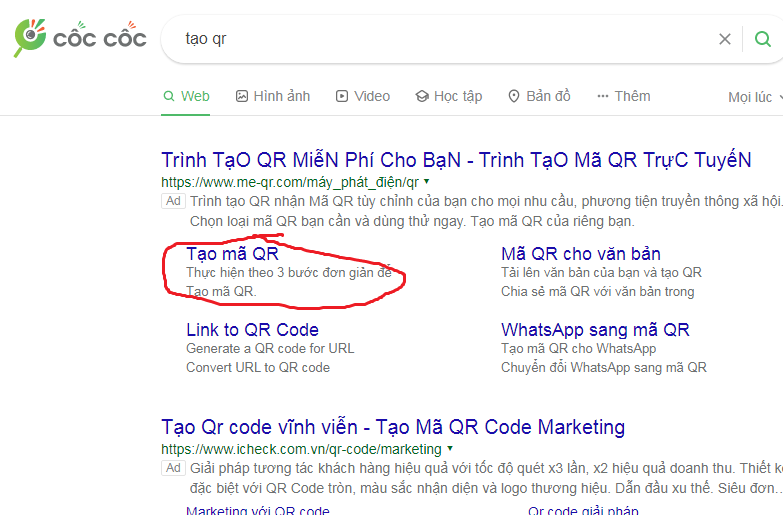 cốc cốc
tạo qr
Web
Hình ảnh
Video
Học tập
Bản đồ
Thêm
Mọi lúc
Trình TạO QR MiễN Phí Cho BạN - Trình TạO Mã QR TrựC TuyếN
https://www.me-qr.com/máy_phát_điện/qr
Ad Trình tạo QR nhận Mã QR tùy chỉnh của bạn cho mọi nhu cầu, phương tiện truyền thông xã hội.
Chọn loại mã QR bạn cần và dùng thử ngay. Tạo mã QR của riêng bạn.
Tạo mã QR
Thực hiện theo 3 bước đơn giản để
Tạo mã QR.
Mã QR cho văn bản
Tải lên văn bản của bạn và tạo QR
Chia sẻ mã QR với văn bản trong
Link to QR Code
Generate a QR code for URL
Convert URL to QR code
WhatsApp sang mã QR
Tạo mã QR cho WhatsApp
Chuyển đổi WhatsApp sang mã QR
Tạo Qr code vĩnh viễn - Tạo Mã QR Code Marketing
https://www.icheck.com.vn/qr-code/marketing
Ad Giải pháp tương tác khách hàng hiệu quả với tốc độ quét x3 lần, x2 hiệu quả doanh thu. Thiết kế
đặc biệt với QR Code tròn, màu sắc nhận diện và logo thương hiệu. Dẫn đầu xu thế. Siêu đơn...
Marketing với QR code
Qr code giải pháp